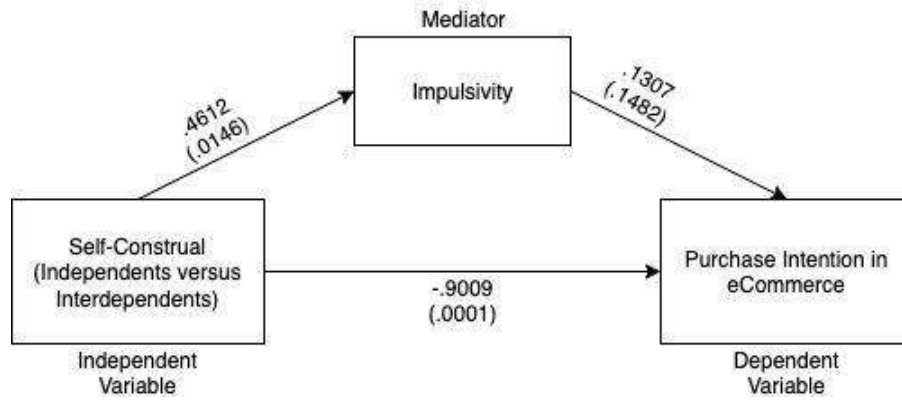 Mediator
Impulsivity
.4612
(.0146)
.1307
(.1482)
Self-Construal
(Independents versus
Interdependents)
-.9009
(.0001)
Purchase Intention in
eCommerce
Independent
Variable
Dependent
Variable